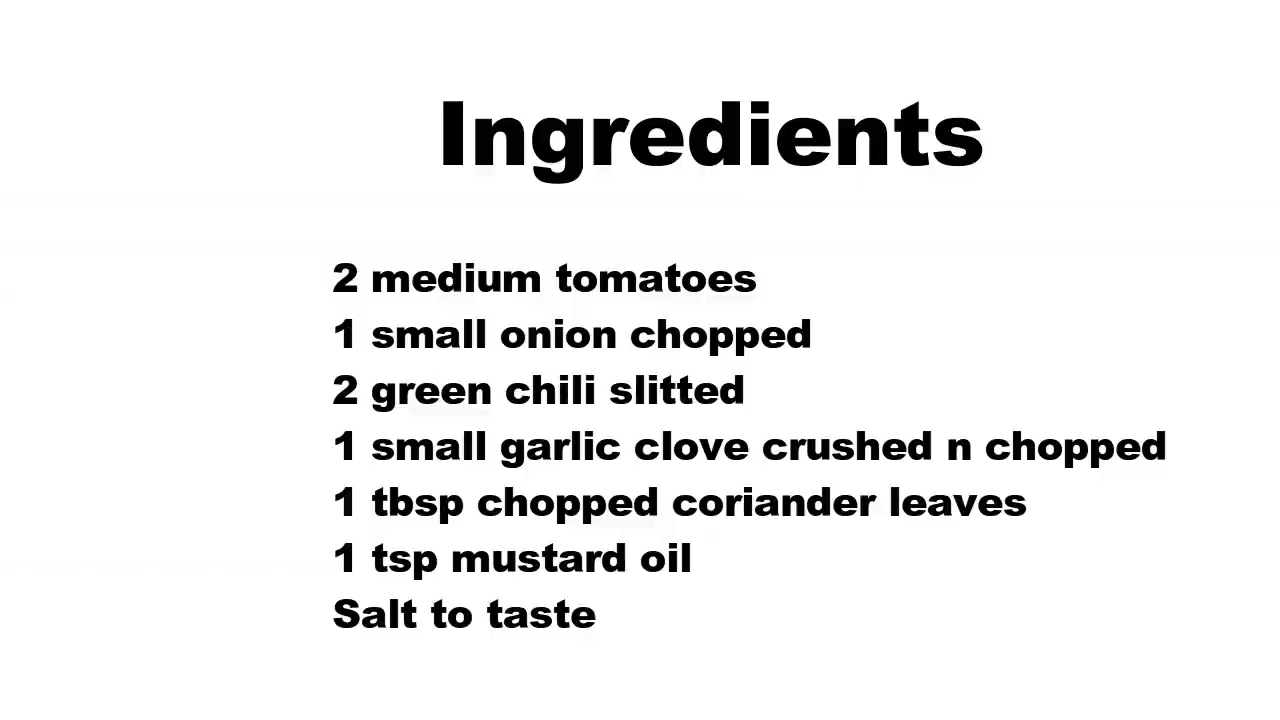 Ingredients
2 medium tomatoes
1 small onion chopped
2 green chili slitted
1 small garlic clove crushed n chopped
1 tbsp chopped coriander leaves
1 tsp mustard oil
Salt to taste